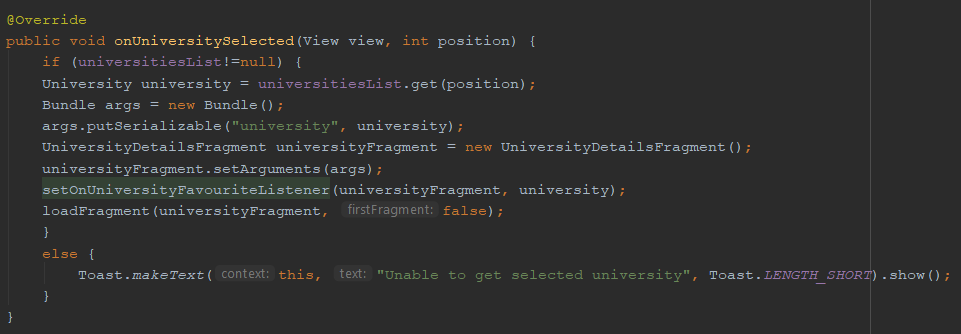 @Override
public void onUniversitySelected(View view, int position) {
    if (universitiesList!=null) {
    University university = universitiesList.get(position);
    Bundle args = new Bundle();
    args.putSerializable("university", university);
    UniversityDetailsFragment universityFragment = new UniversityDetailsFragment();
    universityFragment.setArguments(args);
    setOnUniversityFavouriteListener(universityFragment, university);
    loadFragment(universityFragment, firstFragment: false);
    }
    else {
        Toast.makeText(context: this, text: "Unable to get selected university", Toast.LENGTH_SHORT).show();
    }
}